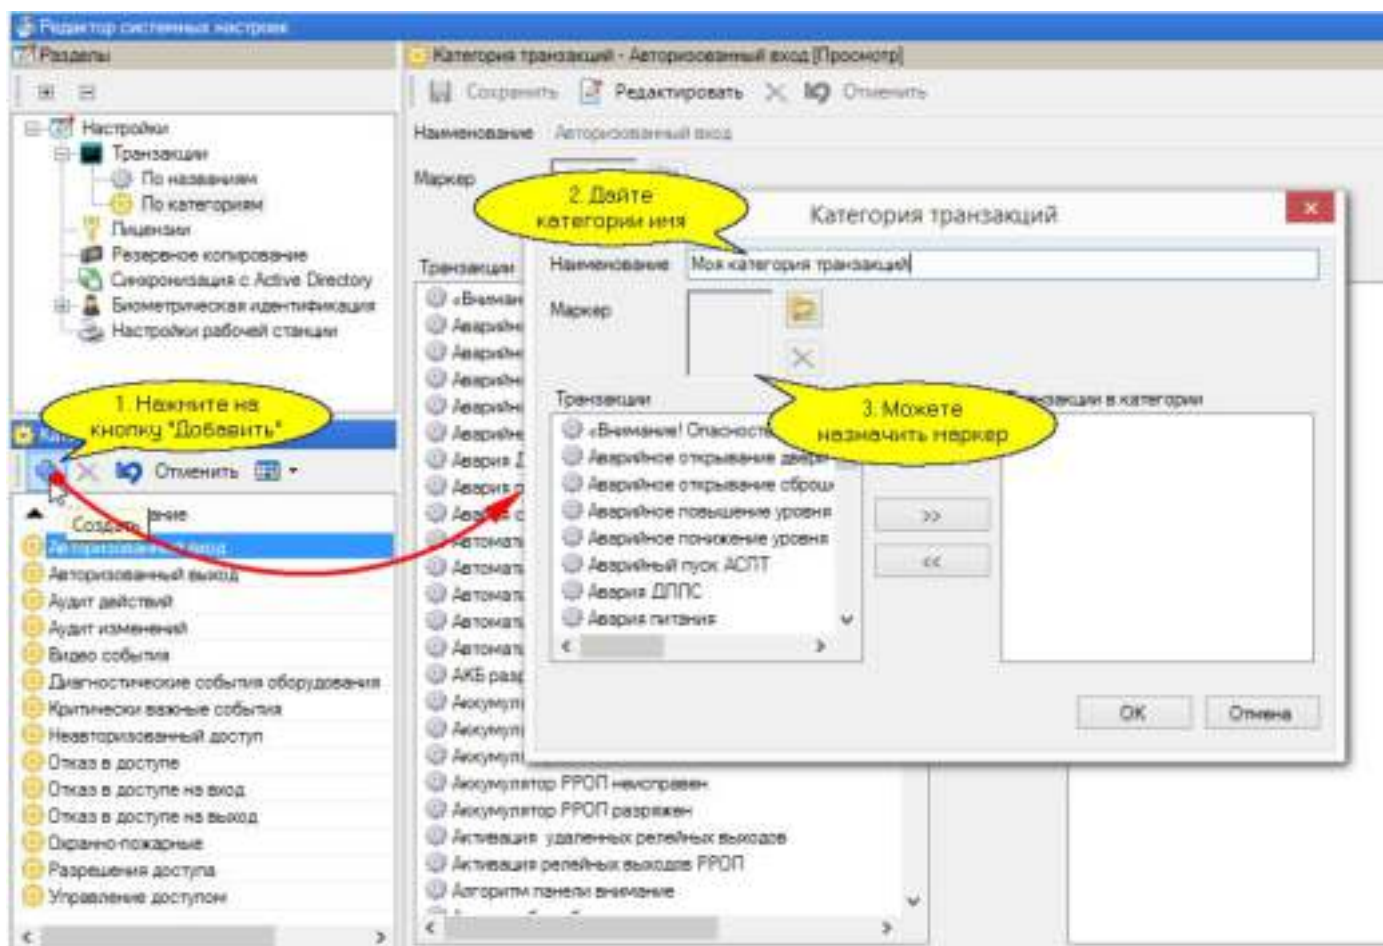 Редактор системных настроек
Разделы
Настройки
Транзакции
По названиям
По категориям
Лицензии
Резервное копирование
Синхронизация с Active Directory
Биометрическая идентификация
Настройки рабочей станции
1. Нажмите на
кнопку "Добавить"
Отменить
Создать
Авторизованный вход
Авторизованный выход
Аудит действий
Аудит изменений
Видео события
Диагностические события оборудования
Критически важные события
Неавторизованный доступ
Отказ в доступе
Отказ в доступе на вход
Отказ в доступе на выход
Охранно-пожарные
Разрешения доступа
Управление доступом
Категория транзакций - Авторизованный вход [Просмотр]
Сохранить Редактировать Отменить
Наименование Авторизованный вход
Маркер
Транзакции
Авария
АКБ
Аккумулятор РРОП неисправен
Аккумулятор РРОП разряжен
Активация удаленных релейных выходов
Активация релейных выходов РРОП
Алгоритм панели внимание
2. Дайте
категории имя
Категория транзакций
Наименование Моя категория транзакций
Маркер
3. Можете
назначить маркер
Транзакции
в категории
«Внимание!
Аварийное открывание двери
Аварийное открывание
Аварийное повышение уровня
Аварийное понижение уровня
Аварийный пуск АСПТ
Авария ДППС
Авария питания
>>
<<
OK Отмена